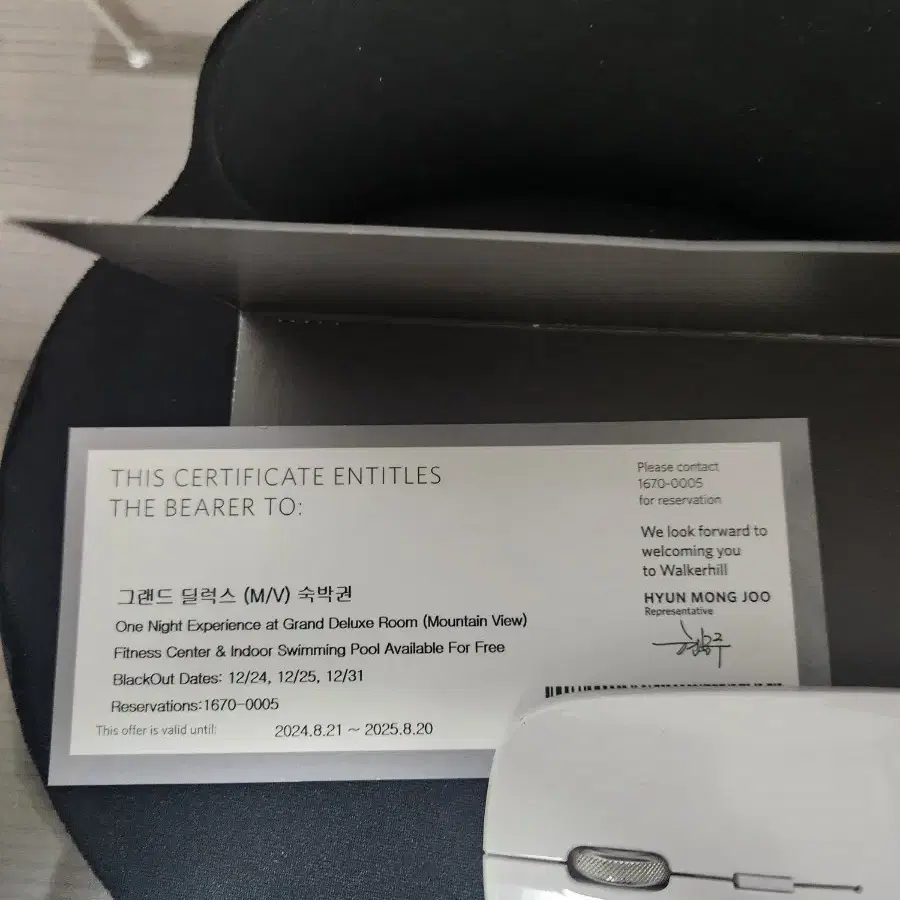 THIS CERTIFICATE ENTITLES
THE BEARER TO:
그랜드 딜럭스 (M/V) 숙박권
One Night Experience at Grand Deluxe Room (Mountain View)
Fitness Center & Indoor Swimming Pool Available For Free
BlackOut Dates: 12/24, 12/25, 12/31
Reservations:1670-0005
This offer is valid until:
2024.8.21 ~ 2025.8.20
Please contact
1670-0005
for reservation
We look forward to
welcoming you
to Walkerhill
HYUN MONG JOO
Representative